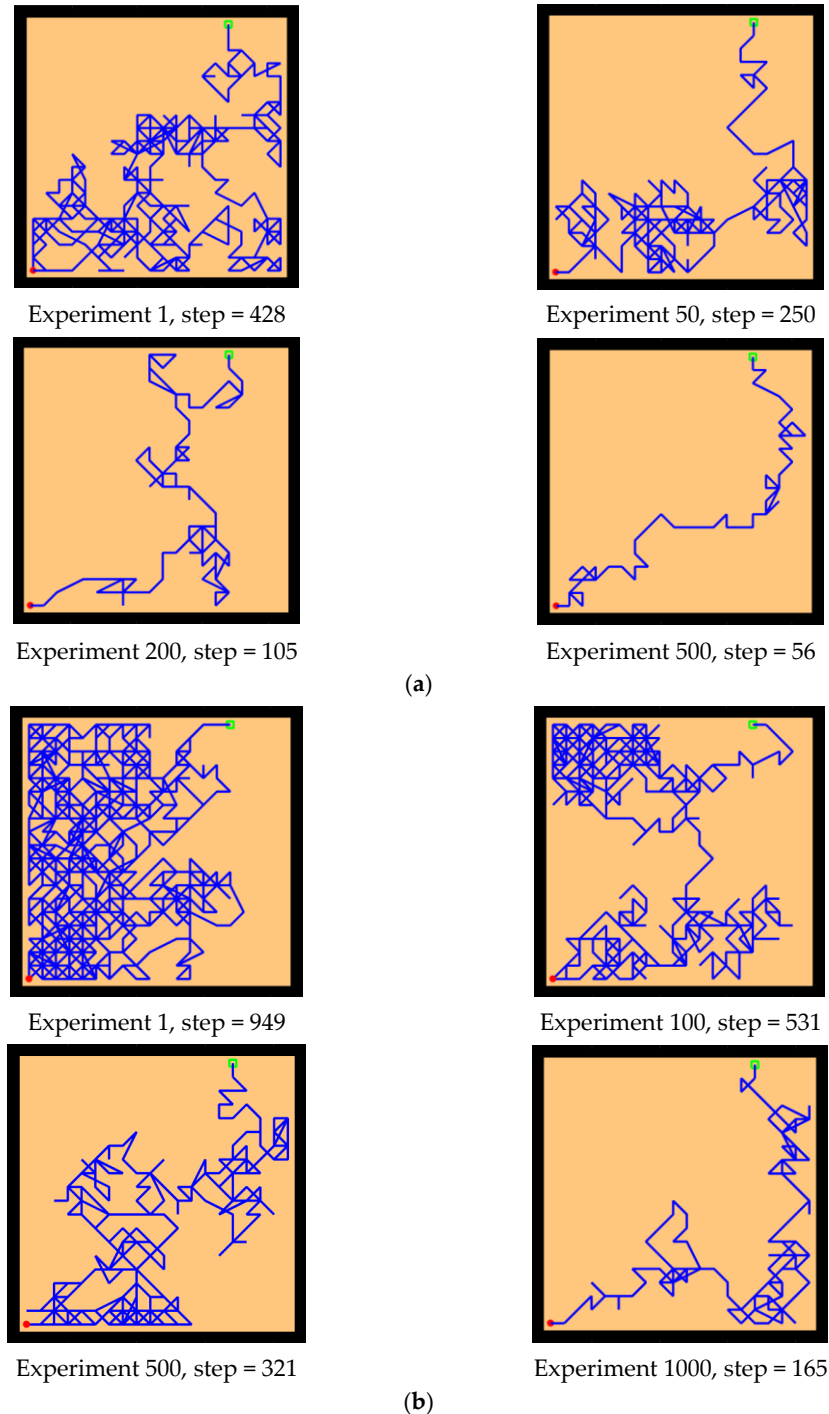 Experiment 1, step = 428
Experiment 50, step = 250
Experiment 200, step = 105
Experiment 500, step = 56
(a)
Experiment 1, step = 949
Experiment 100, step = 531
Experiment 500, step = 321
Experiment 1000, step = 165
(b)